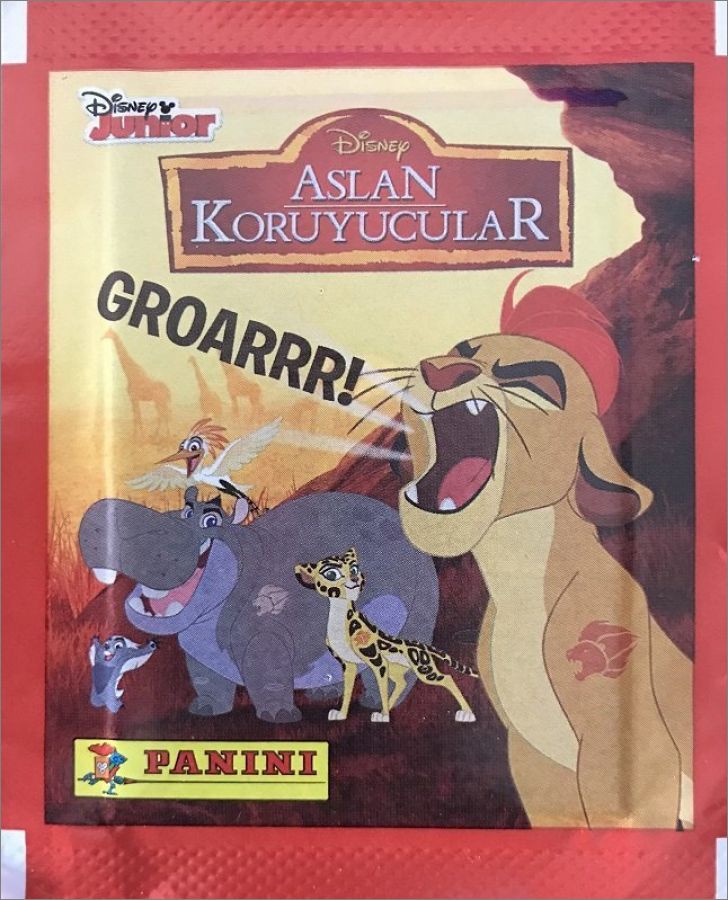 Disney
Junior
Disney
ASLAN
KORUYUCULAR
GROARRR!
PANINI